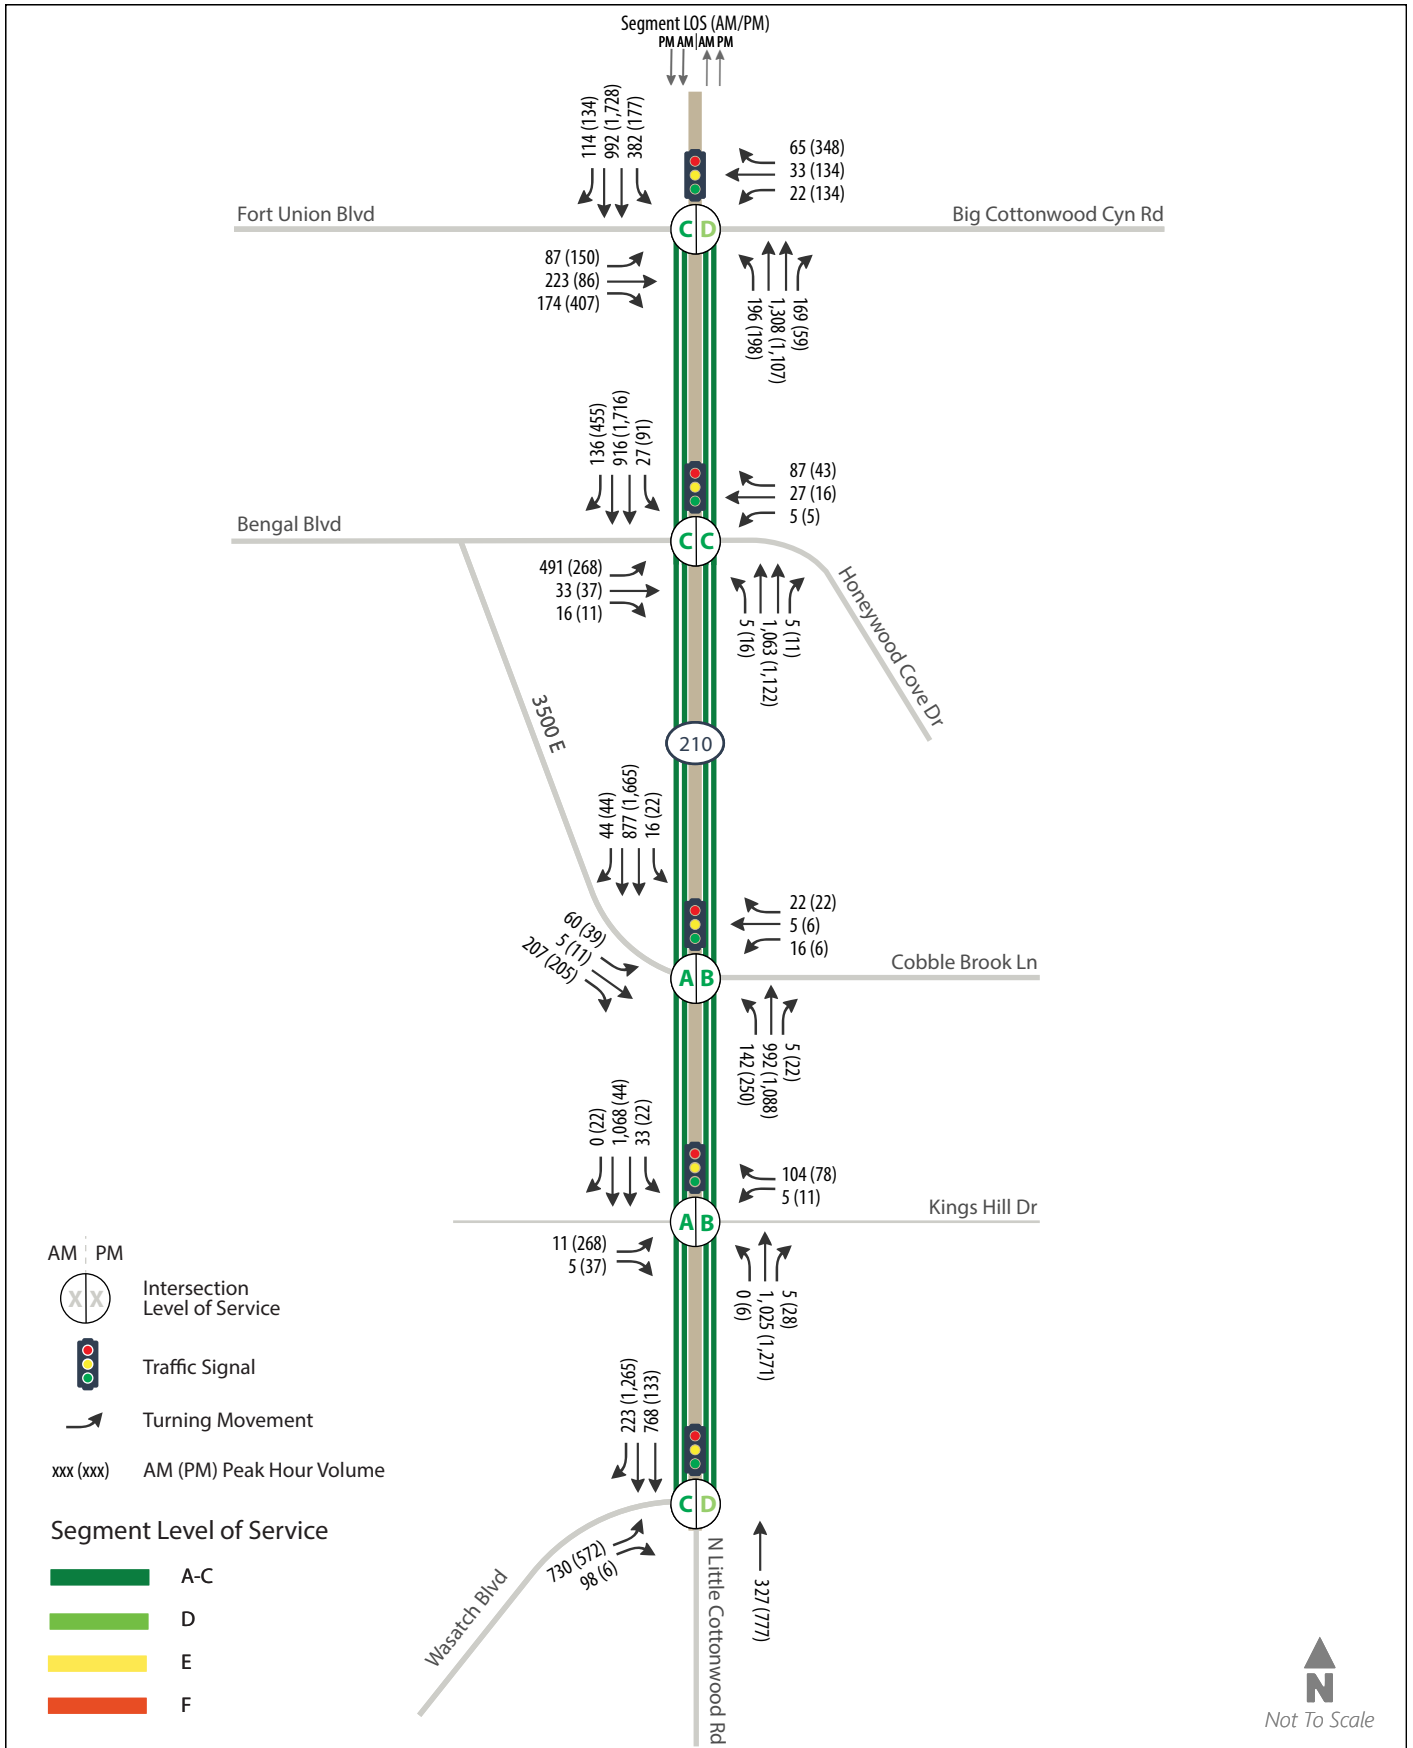 Segment LOS (AM/PM)
PM AM | AM PM
114 (134)
992 (1,728)
382 (177)
65 (348)
33 (134)
22 (134)
Fort Union Blvd
Big Cottonwood Cyn Rd
C D
87 (150)
223 (86)
174 (407)
196 (198)
1,308 (1,107)
169 (59)
136 (455)
916 (1,716)
27 (91)
87 (43)
27 (16)
5 (5)
Bengal Blvd
C C
491 (268)
33 (37)
16 (11)
5 (16)
1,063 (1,122)
5 (11)
Honeywood Cove Dr
3500 E
210
44 (44)
877 (1,665)
16 (22)
22 (22)
5 (6)
16 (6)
60 (39)
5 (11)
207 (205)
A B
Cobble Brook Ln
142 (250)
992 (1,088)
5 (22)
0 (22)
1,068 (44)
33 (22)
104 (78)
5 (11)
Kings Hill Dr
A B
11 (268)
5 (37)
0 (6)
1,025 (1,271)
5 (28)
223 (1,265)
768 (133)
C D
730 (572)
98 (6)
327 (777)
Wasatch Blvd
N Little Cottonwood Rd
AM PM
X X
Intersection
Level of Service
Traffic Signal
Turning Movement
xxx (xxx) AM (PM) Peak Hour Volume
Segment Level of Service
A-C
D
E
F
N
Not To Scale